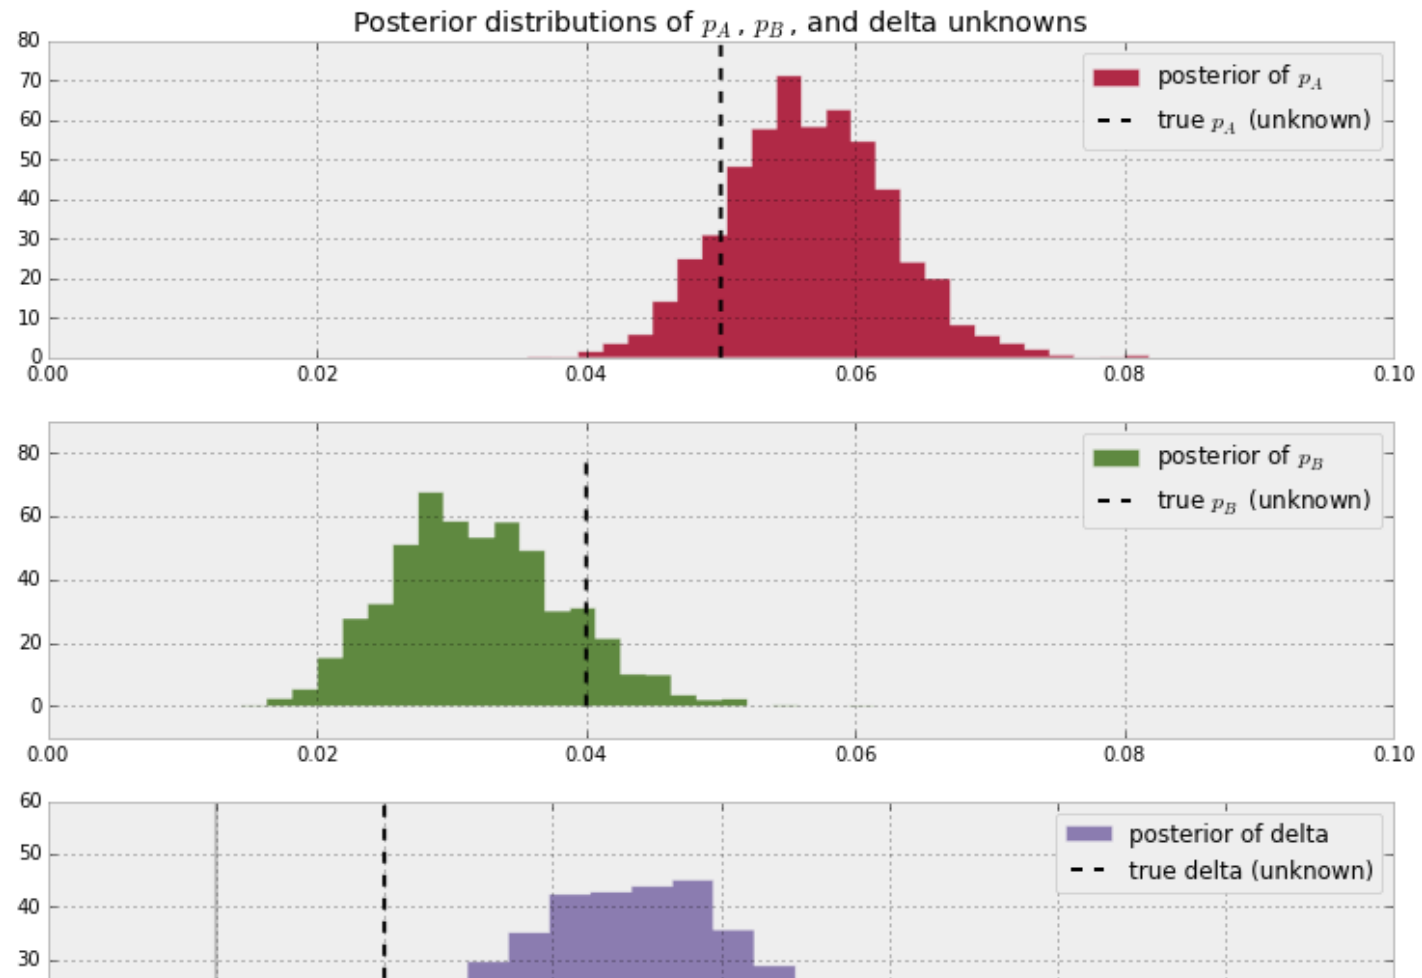 Posterior distributions of p_A, p_B, and delta unknowns
80
70
60
50
40
30
20
10
0
0.00 0.02 0.04 0.06 0.08 0.10
posterior of p_A
true p_A (unknown)
80
60
40
20
0
0.00 0.02 0.04 0.06 0.08 0.10
posterior of p_B
true p_B (unknown)
60
50
40
30
posterior of delta
true delta (unknown)